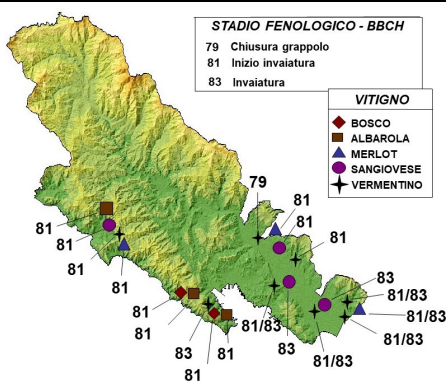 STADIO FENOLOGICO - BBCH
79 Chiusura grappolo
81 Inizio invaiatura
83 Invaiatura
VITIGNO
BOSCO
ALBAROLA
MERLOT
SANGIOVESE
VERMENTINO
79
81
81
81
81
81
81
81
83
81/83
81/83
81/83
81
81
83
81
81/83
83
81/83